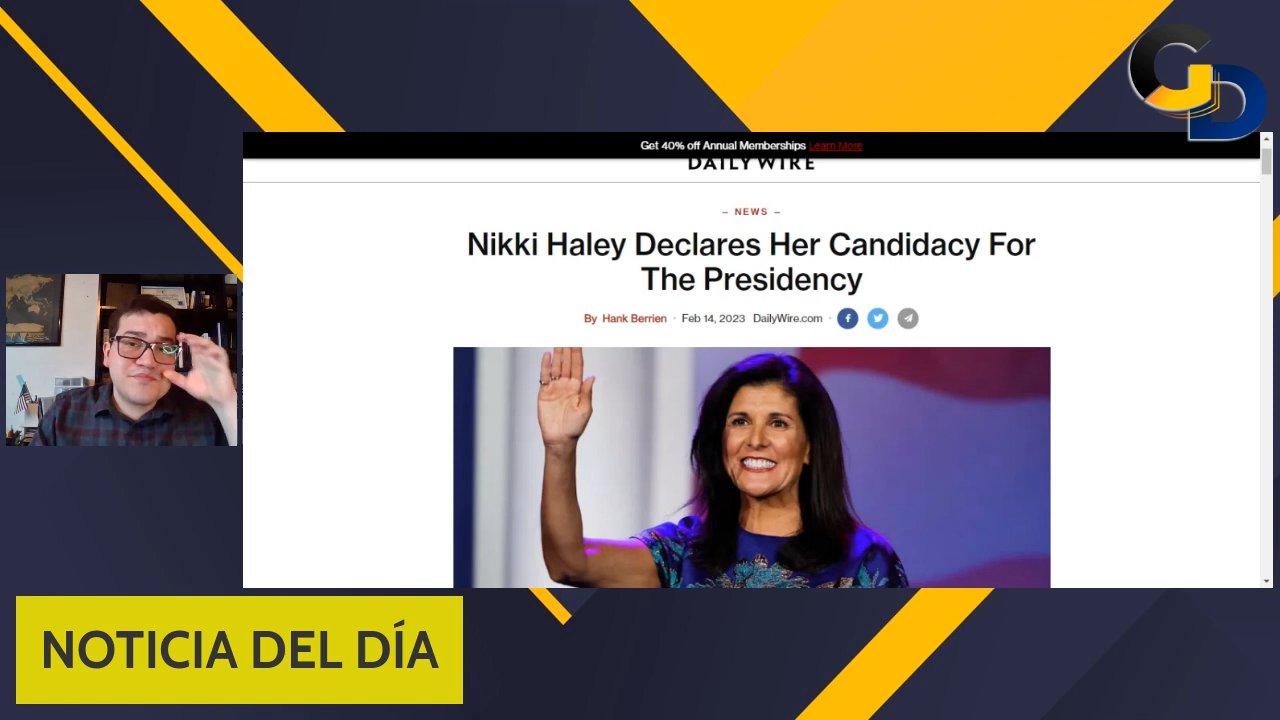 GD
Get 40% off Annual Memberships Learn More
DAILY WIRE
– NEWS –
Nikki Haley Declares Her Candidacy For
The Presidency
By Hank Berrien · Feb 14, 2023 DailyWire.com ·
NOTICIA DEL DÍA